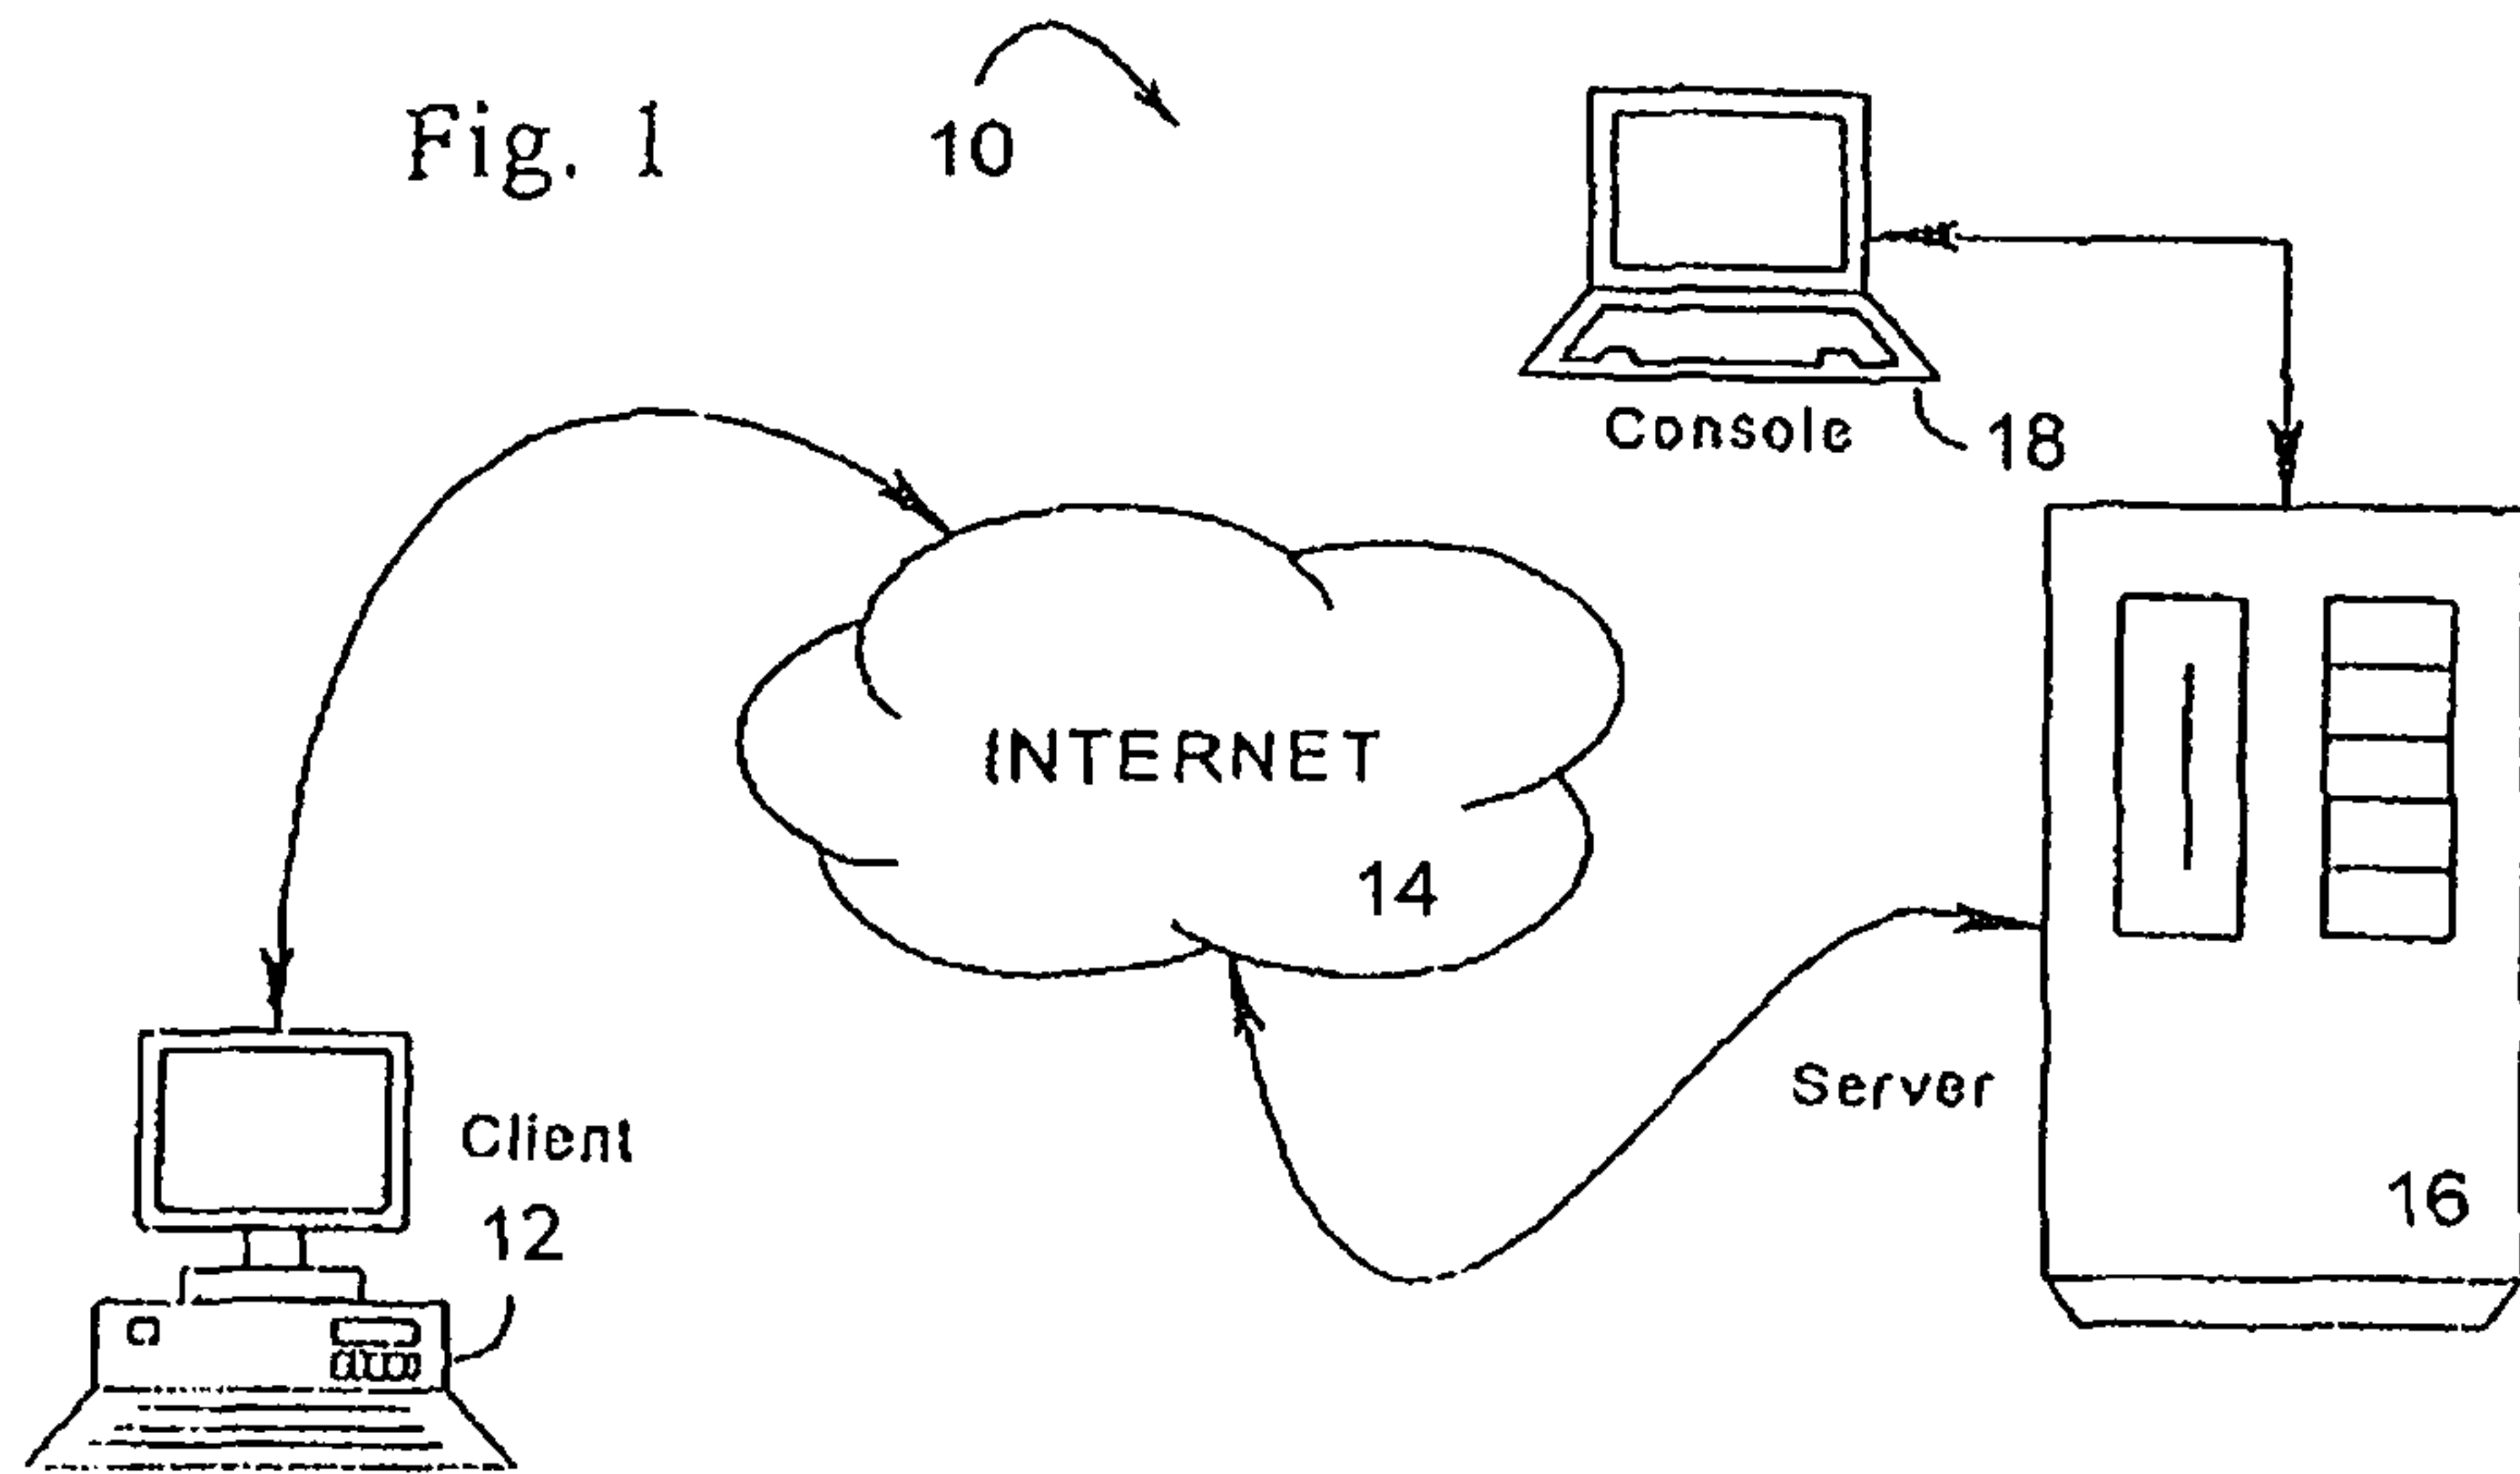 Fig. 1
10
Console
18
INTERNET
14
Server
16
Client
12